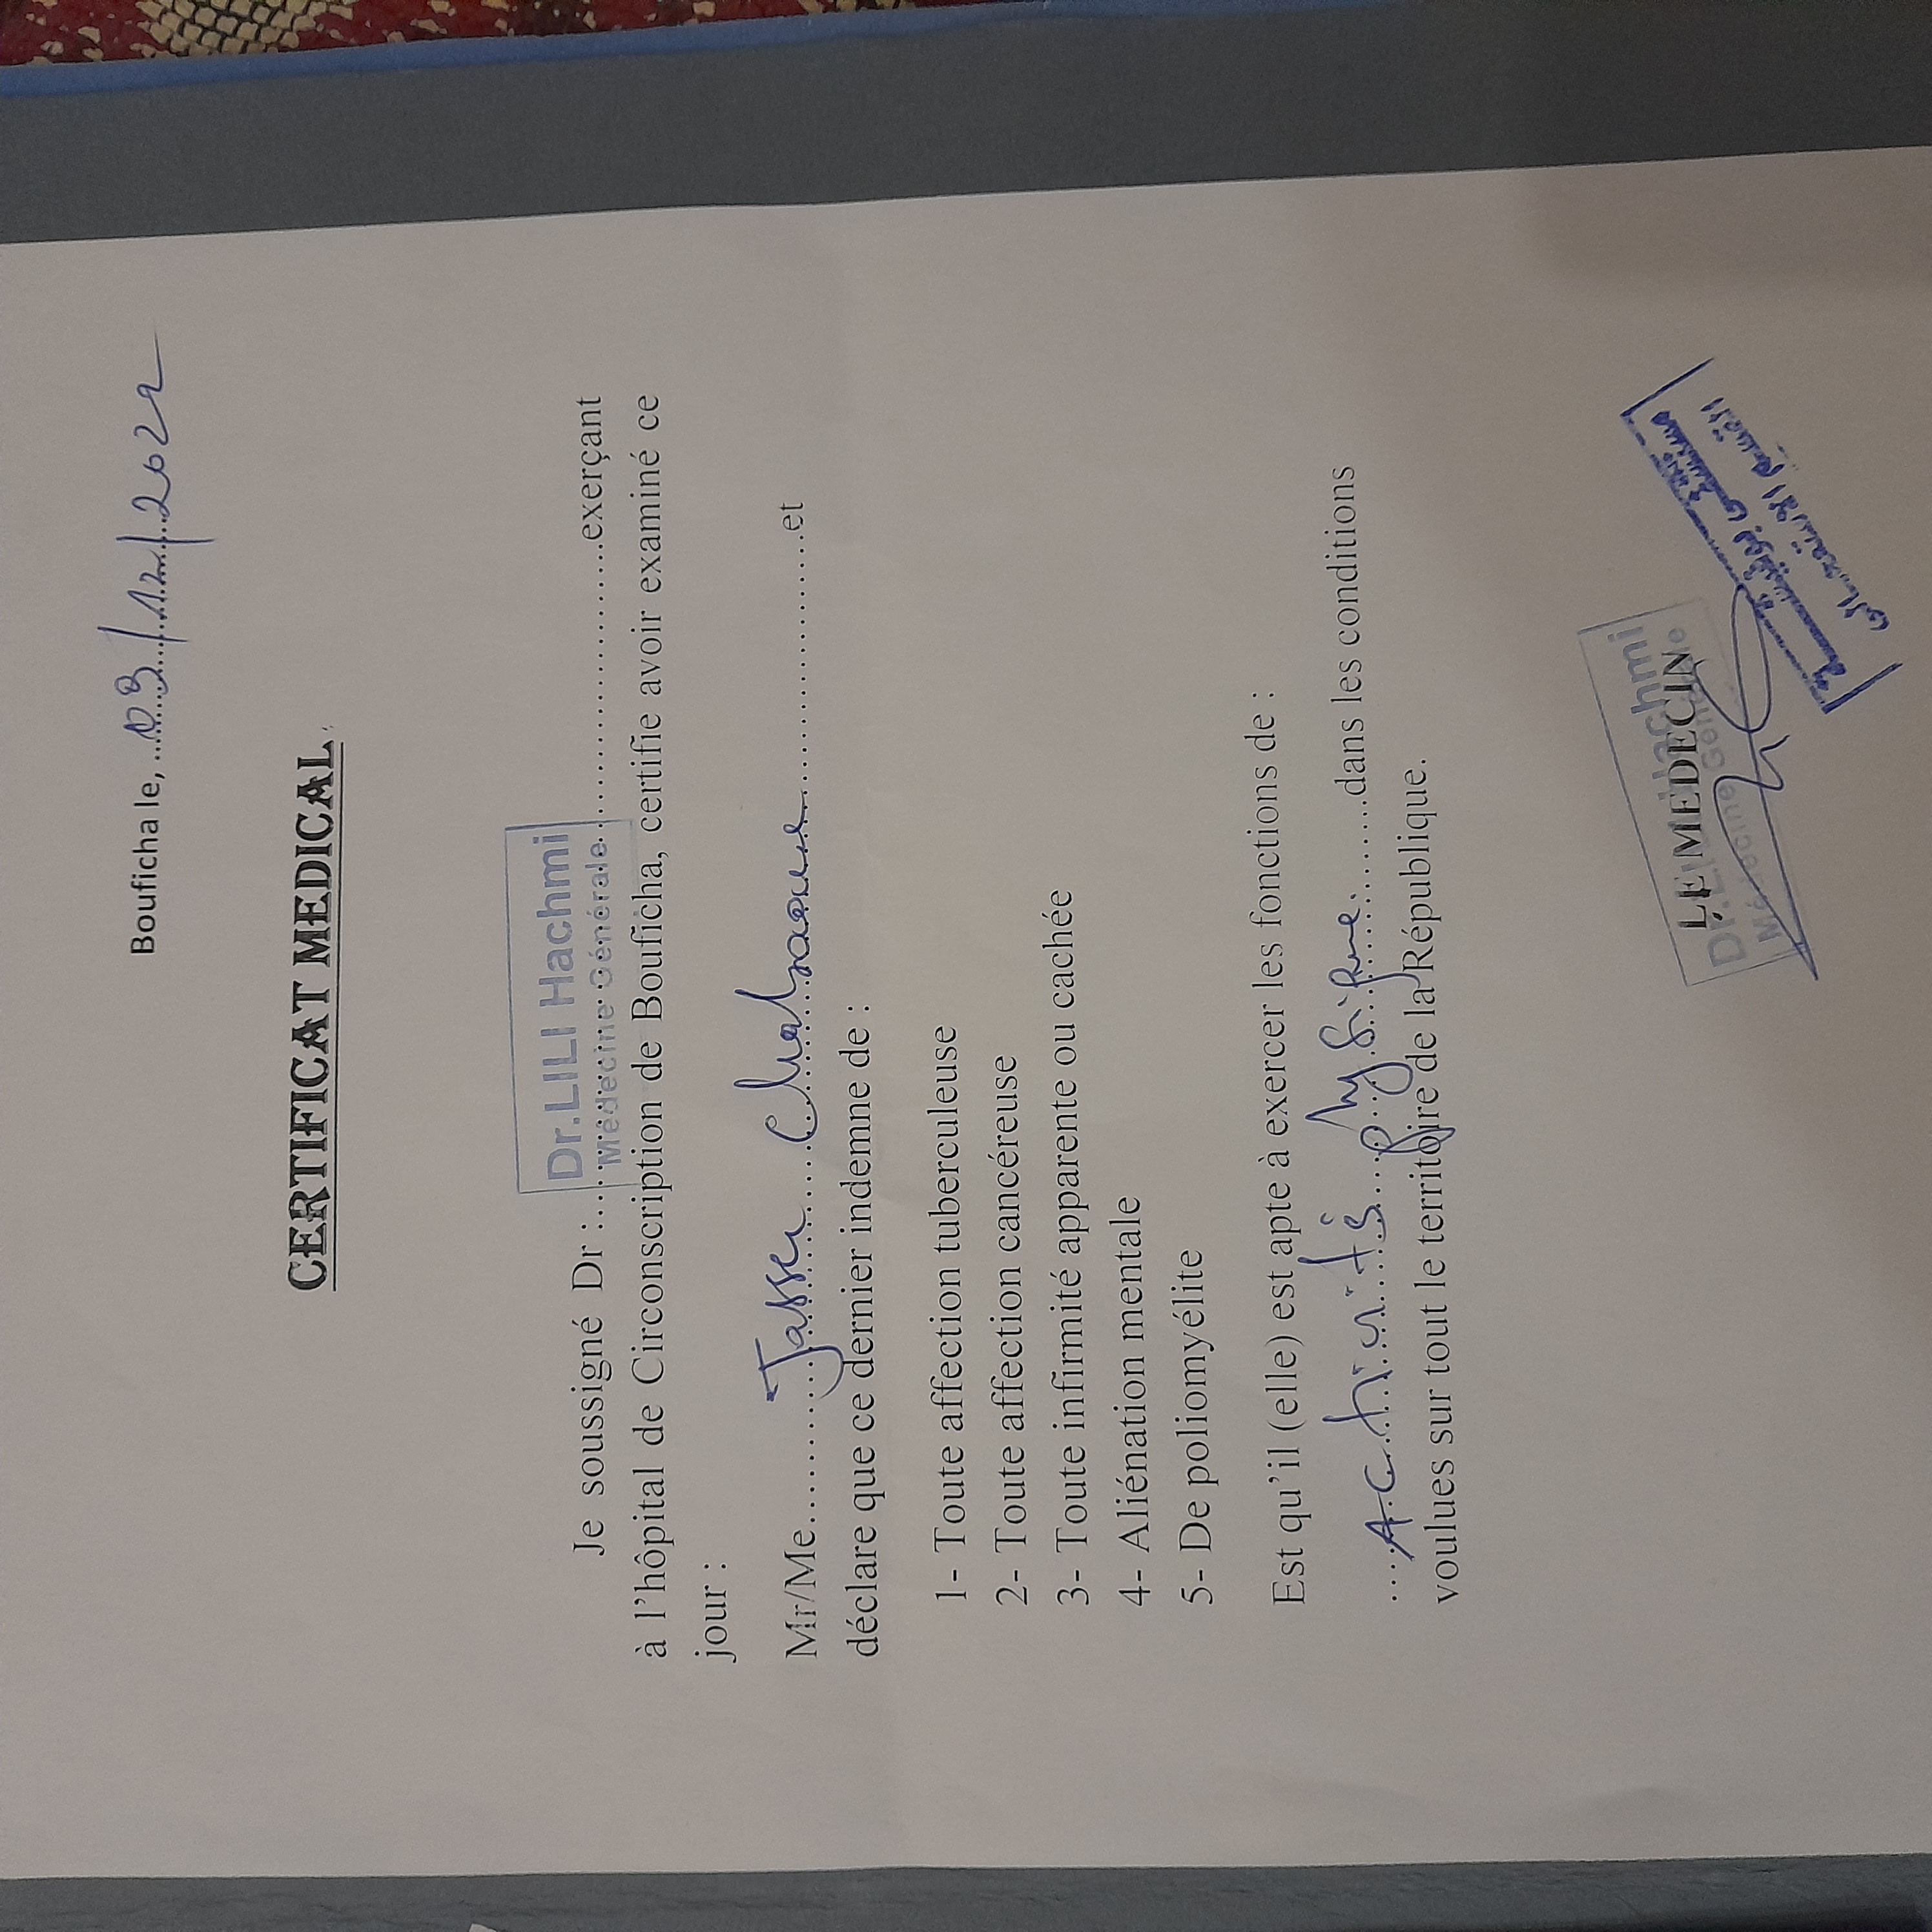 Bouficha le, 03/12/2022
CERTIFICAT MEDICAL
Je soussigné Dr : Dr.LILI Hachmi exerçant
Médecine Générale
à l'hôpital de Circonscription de Bouficha, certifie avoir examiné ce
jour :
Mr/Me Jasser et
déclare que ce dernier indemne de :
1- Toute affection tuberculeuse
2- Toute affection cancéreuse
3- Toute infirmité apparente ou cachée
4- Aliénation mentale
5- De poliomyélite
Est qu'il (elle) est apte à exercer les fonctions de :
Activités physique dans les conditions
voulues sur tout le territoire de la République.
LE MEDECIN
Dr.LILI Hachmi
Médecine Générale